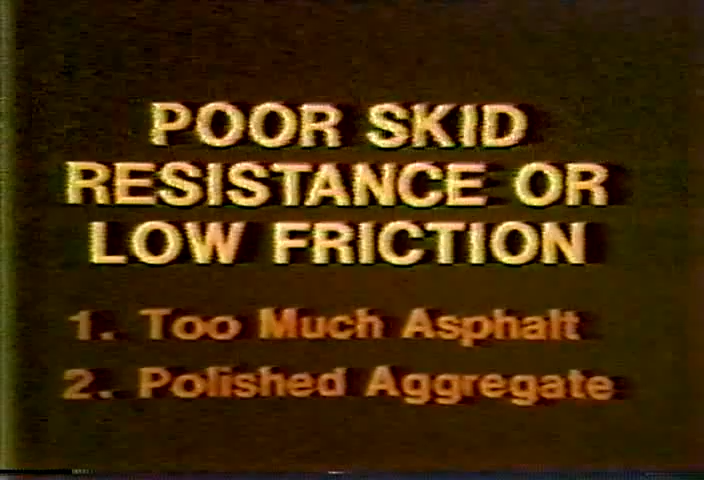 POOR SKID
RESISTANCE OR
LOW FRICTION
1. Too Much Asphalt
2. Polished Aggregate